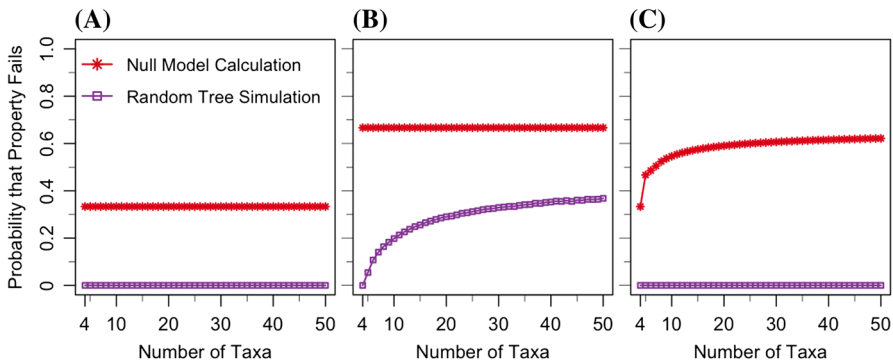 (A) (B) (C)
Probability that Property Fails
1.0
0.8
0.6
0.4
0.2
0
Null Model Calculation
Random Tree Simulation
4 10 20 30 40 50 4 10 20 30 40 50 4 10 20 30 40 50
Number of Taxa Number of Taxa Number of Taxa